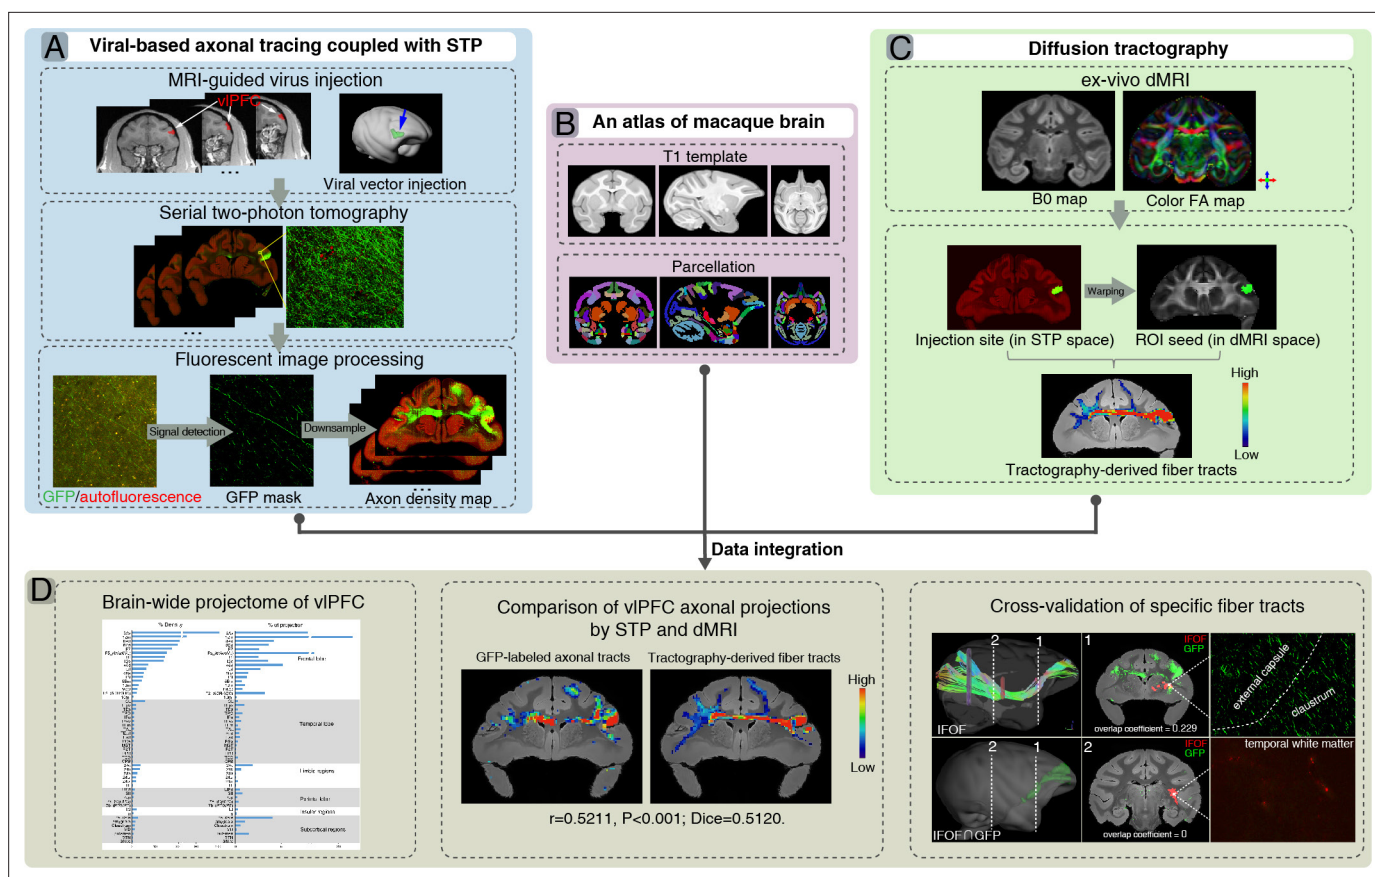 A
Viral-based axonal tracing coupled with STP
MRI-guided virus injection
vlPFC
...
Viral vector injection
Serial two-photon tomography
...
Fluorescent image processing
Signal detection
Downsample
GFP/autofluorescence
GFP mask
...
Axon density map
B
An atlas of macaque brain
T1 template
Parcellation
C
Diffusion tractography
ex-vivo dMRI
B0 map
Color FA map
Warping
Injection site (in STP space)
ROI seed (in dMRI space)
High
Low
Tractography-derived fiber tracts
Data integration
D
Brain-wide projectome of vlPFC
% Density
% of projection
Frontal lobe
Temporal lobe
Limbic regions
Parietal lobe
Insular regions
Subcortical regions
Comparison of vlPFC axonal projections
by STP and dMRI
GFP-labeled axonal tracts
Tractography-derived fiber tracts
High
Low
r=0.5211, P<0.001; Dice=0.5120.
Cross-validation of specific fiber tracts
2
1
IFOF
1
IFOF
GFP
overlap coefficient = 0.229
external capsule
claustrum
2
1
IFOF∩GFP
2
IFOF
GFP
overlap coefficient = 0
temporal white matter